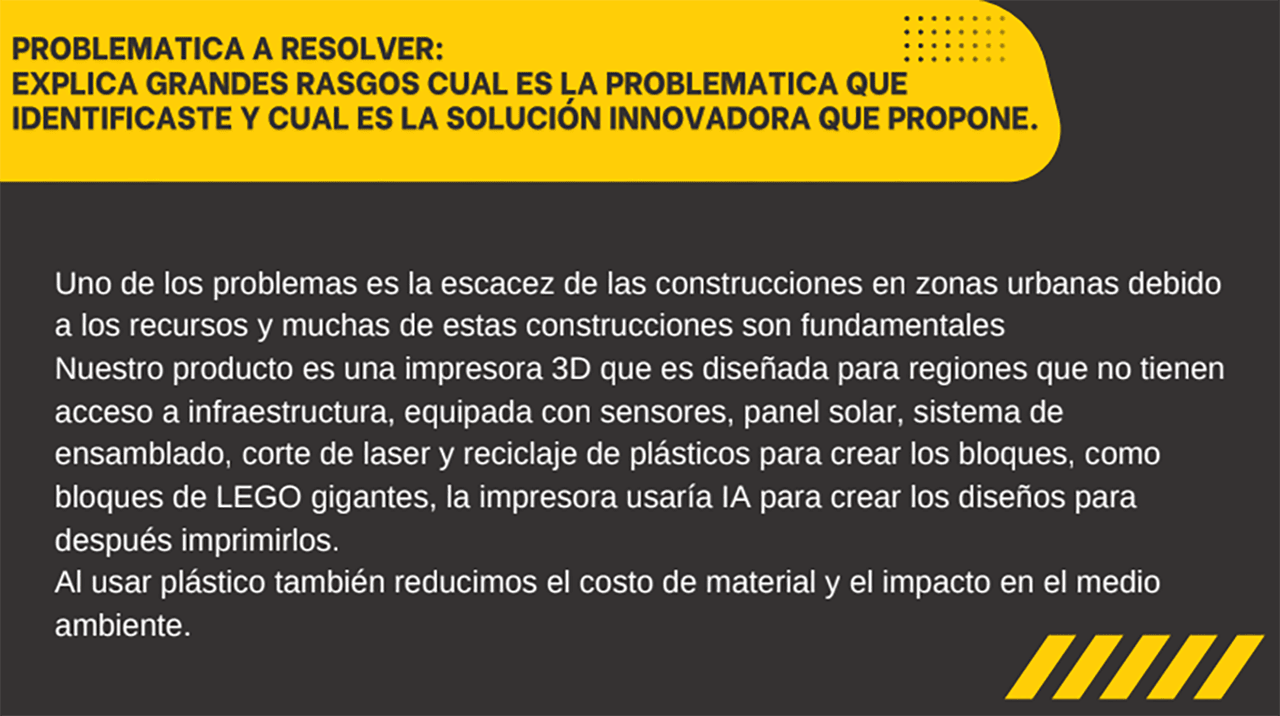 PROBLEMATICA A RESOLVER:
EXPLICA GRANDES RASGOS CUAL ES LA PROBLEMATICA QUE
IDENTIFICASTE Y CUAL ES LA SOLUCIÓN INNOVADORA QUE PROPONE.
Uno de los problemas es la escacez de las construcciones en zonas urbanas debido
a los recursos y muchas de estas construcciones son fundamentales
Nuestro producto es una impresora 3D que es diseñada para regiones que no tienen
acceso a infraestructura, equipada con sensores, panel solar, sistema de
ensamblado, corte de laser y reciclaje de plásticos para crear los bloques, como
bloques de LEGO gigantes, la impresora usaría IA para crear los diseños para
después imprimirlos.
Al usar plástico también reducimos el costo de material y el impacto en el medio
ambiente.